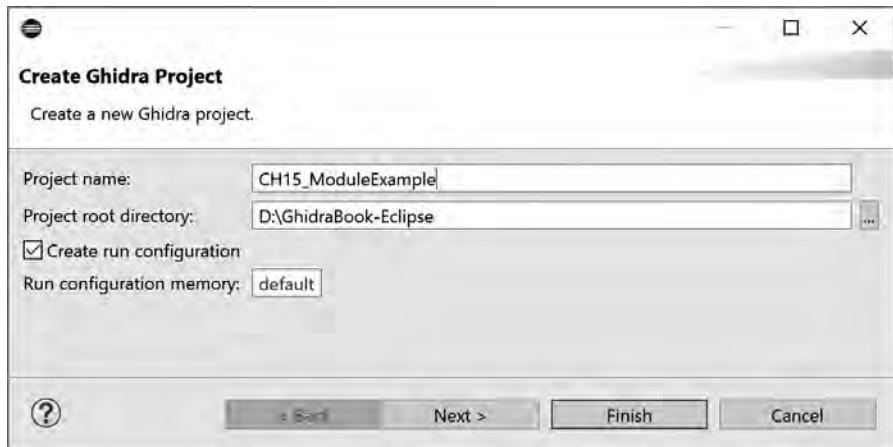 Create Ghidra Project
Create a new Ghidra project.
Project name: CH15_ModuleExample
Project root directory: D:\GhidraBook-Eclipse ...
Create run configuration
Run configuration memory: default
? < Back Next > Finish Cancel